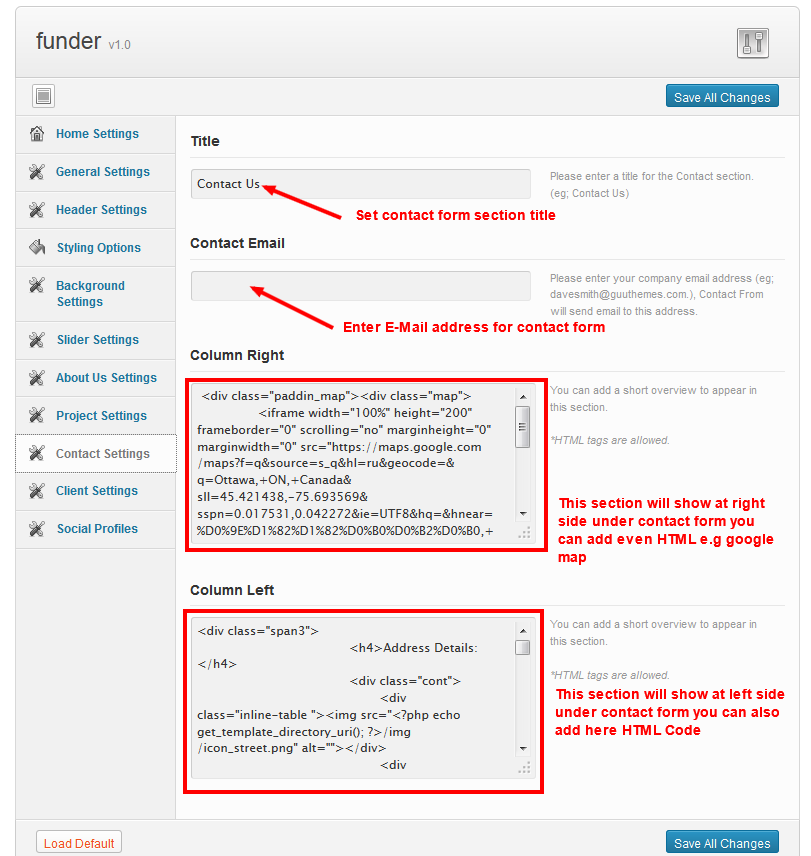 funder v1.0
Save All Changes
Home Settings
General Settings
Header Settings
Styling Options
Background
Settings
Slider Settings
About Us Settings
Project Settings
Contact Settings
Client Settings
Social Profiles
Title
Contact Us
Please enter a title for the Contact section.
(eg; Contact Us)
Set contact form section title
Contact Email
Please enter your company email address (eg;
davesmith@guuthemes.com.), Contact From
will send email to this address.
Enter E-Mail address for contact form
Column Right
<div class="paddin_map"><div class="map">
<iframe width="100%" height="200"
frameborder="0" scrolling="no" marginheight="0"
marginwidth="0" src="https://maps.google.com
/maps?f=q&source=s_q&hl=ru&geocode=&
q=Ottawa,+ON,+Canada&
sll=45.421438,-75.693569&
sspn=0.017531,0.042272&ie=UTF8&hq=&hnear=
%D0%9E%D1%82%D1%82%D0%B0%D0%B2%D0%B0,+
You can add a short overview to appear in
this section.
*HTML tags are allowed.
This section will show at right
side under contact form you
can add even HTML e.g google
map
Column Left
<div class="span3">
<h4>Address Details:
</h4>
<div class="cont">
<div
class="inline-table "><img src="<?php echo
get_template_directory_uri(); ?>/img
/icon_street.png" alt=""></div>
<div
You can add a short overview to appear in
this section.
*HTML tags are allowed.
This section will show at left side
under contact form you can also
add here HTML Code
Load Default
Save All Changes